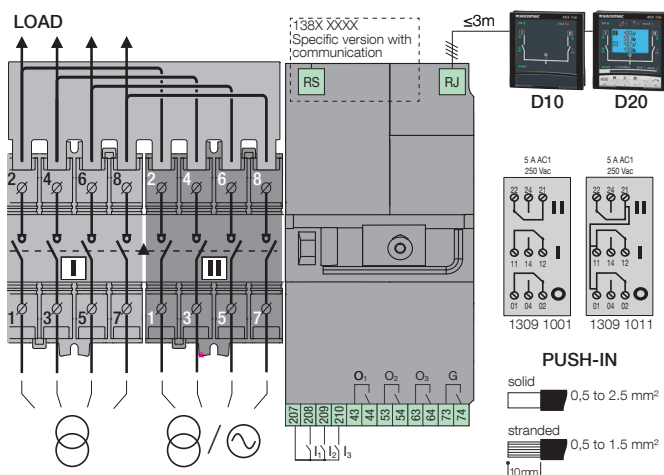 LOAD
138X XXXX
Specific version with
communication
RS
RJ
≤3m
socomec
socomec
D10
D20
2 4 6 8 2 4 6 8
I II
1 3 5 7 1 3 5 7
/
O1 O2 O3 G
207 208 209 210 43 44 53 54 63 64 73 74
I1 I2 I3
5 A AC1
250 Vac
22 24 21
II
11 14 12
I
01 04 02
O
1309 1001
5 A AC1
250 Vac
22 24 21
II
11 14 12
I
01 04 02
O
1309 1011
PUSH-IN
solid
0,5 to 2.5 mm²
stranded
0,5 to 1.5 mm²
10mm